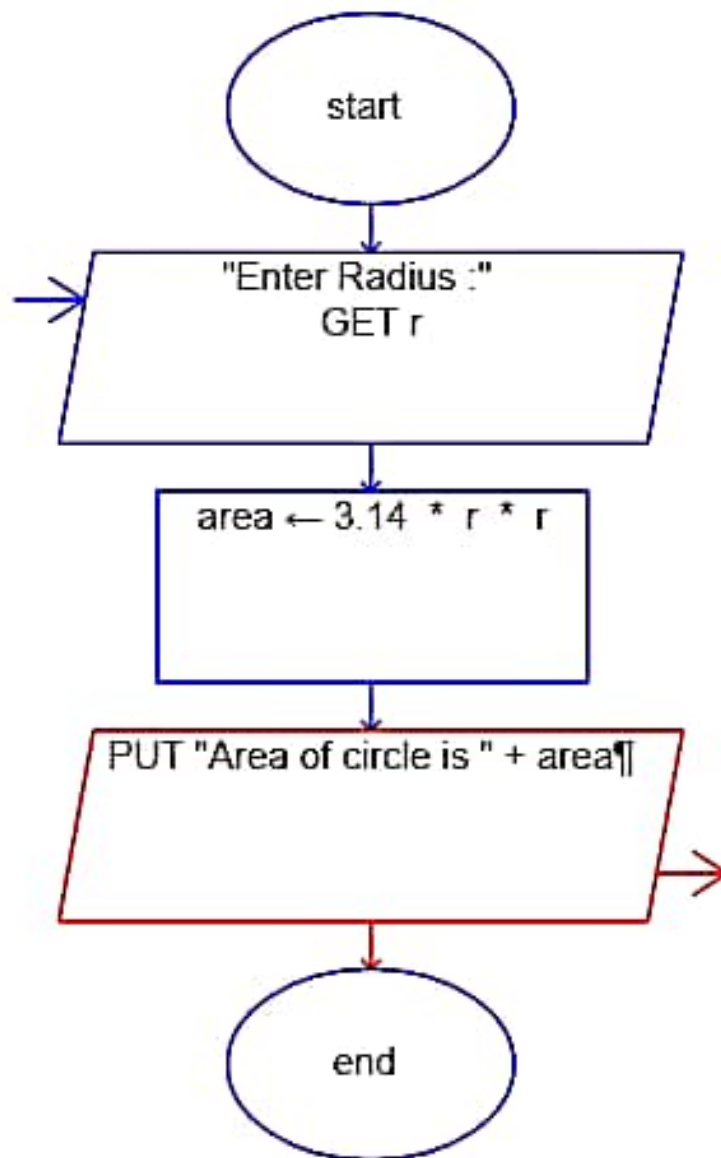 start
"Enter Radius :"
GET r
area ← 3.14 * r * r
PUT "Area of circle is " + area¶
end